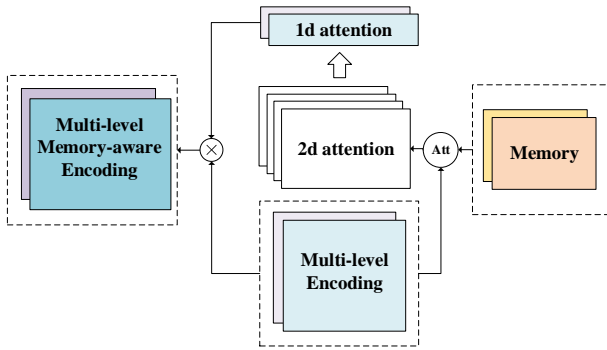 1d attention
Multi-level
Memory-aware
Encoding
2d attention
Att
Memory
Multi-level
Encoding